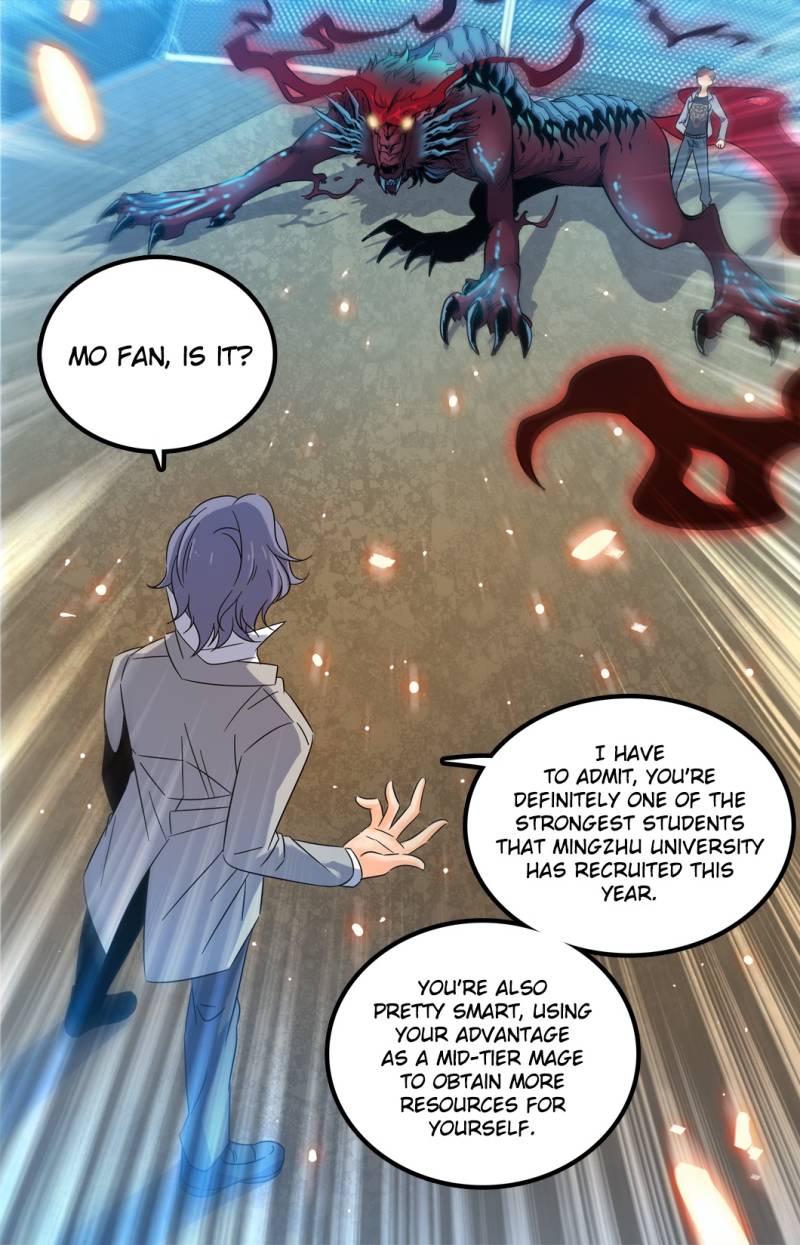 MO FAN, IS IT?
I HAVE
TO ADMIT, YOU'RE
DEFINITELY ONE OF THE
STRONGEST STUDENTS
THAT MINGZHU UNIVERSITY
HAS RECRUITED THIS
YEAR.
YOU'RE ALSO
PRETTY SMART, USING
YOUR ADVANTAGE
AS A MID-TIER MAGE
TO OBTAIN MORE
RESOURCES FOR
YOURSELF.